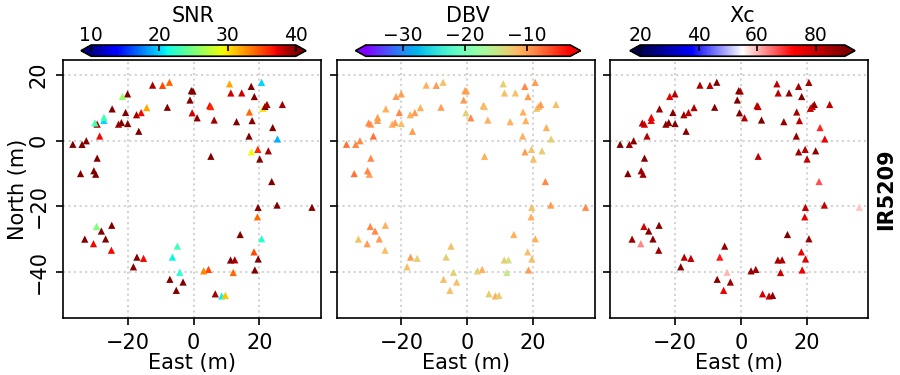 SNR DBV Xc
10 20 30 40 −30 −20 −10 20 40 60 80
20
0
−20
−40
North (m)
IR5209
−20 0 20 −20 0 20 −20 0 20
East (m) East (m) East (m)